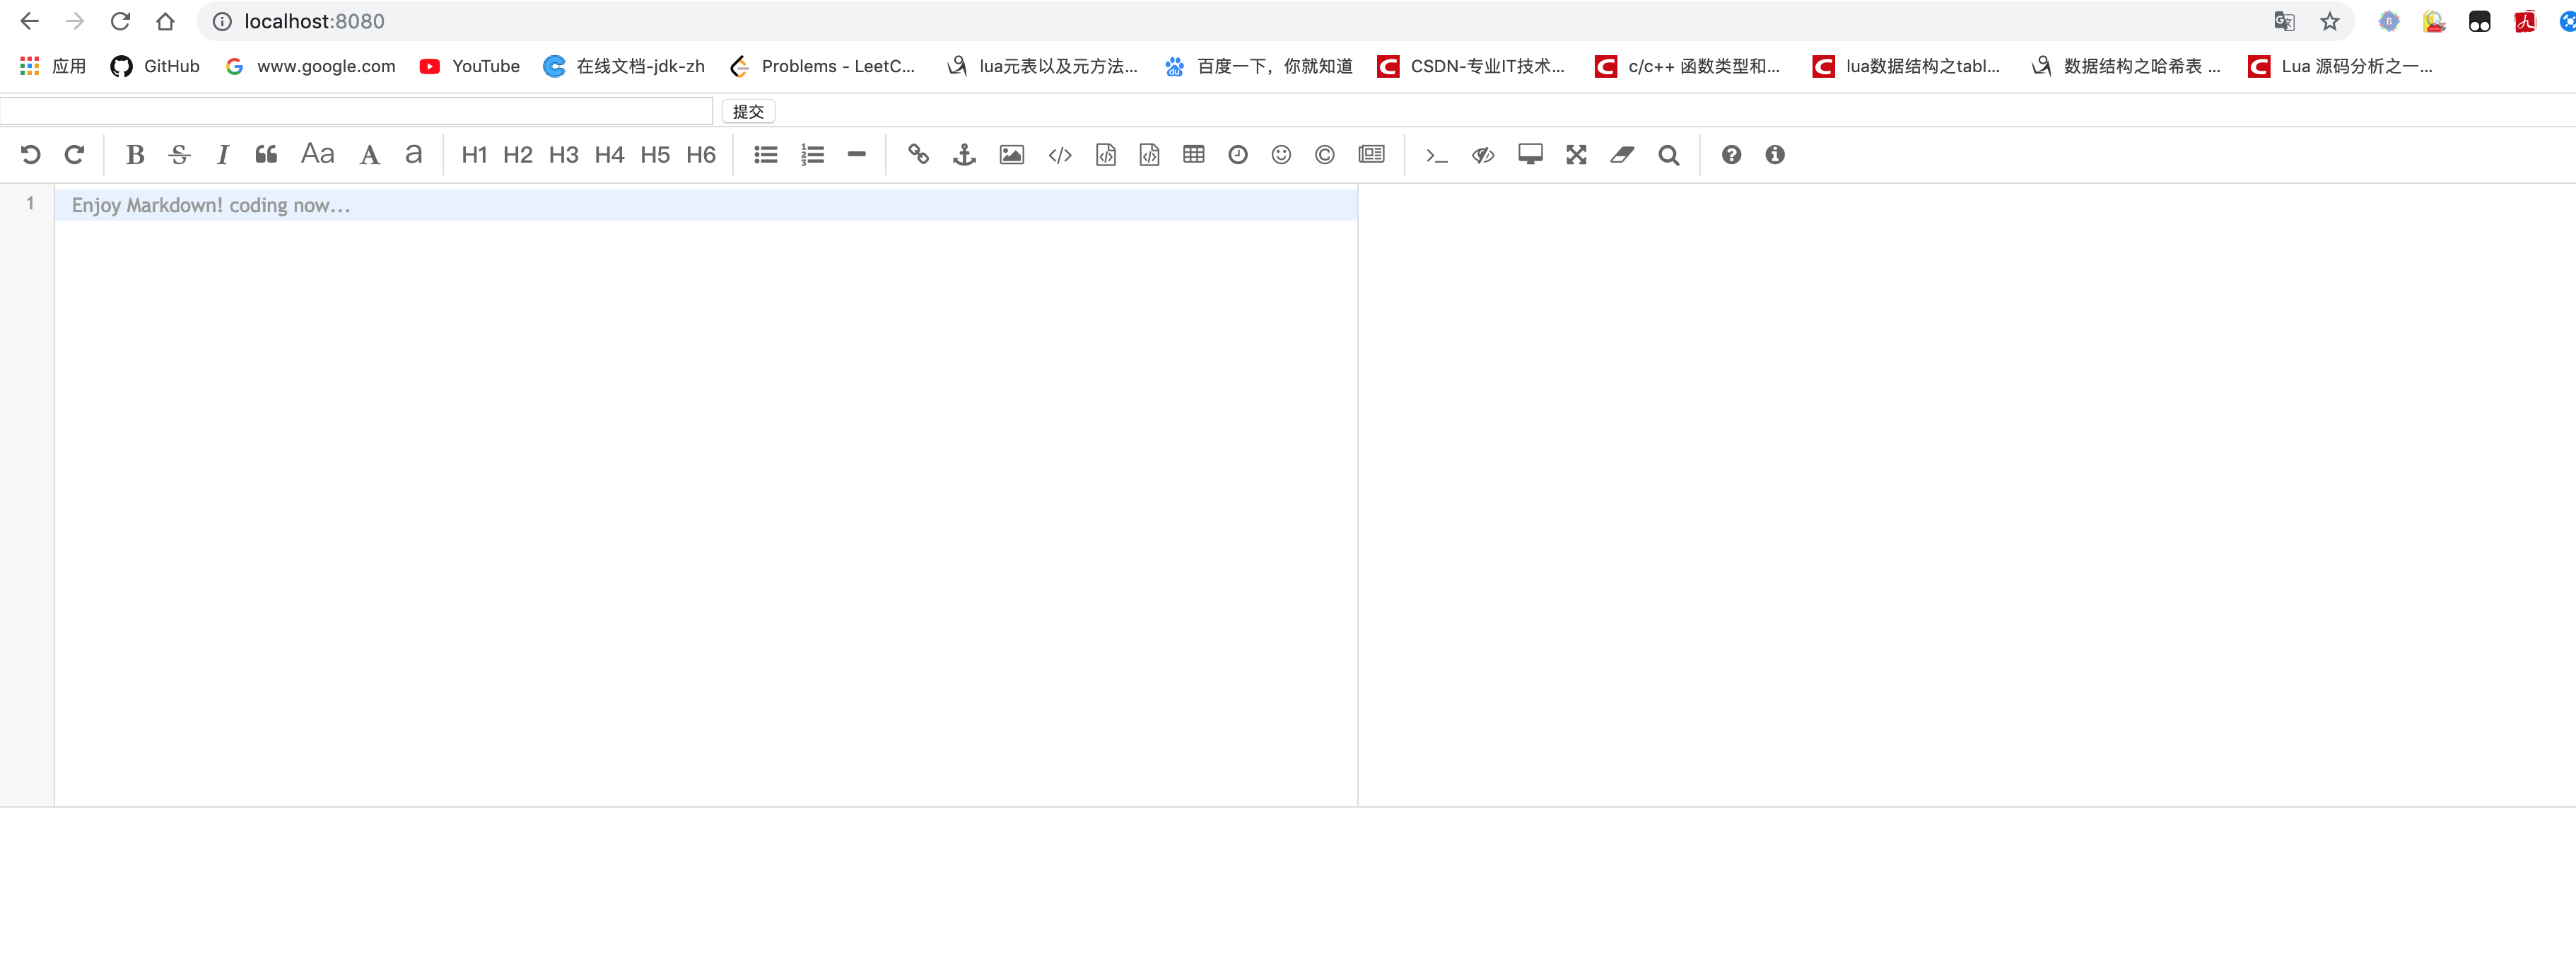 localhost:8080
应用 GitHub www.google.com YouTube 在线文档-jdk-zh Problems - LeetC... lua元表以及元方法... 百度一下，你就知道 CSDN-专业IT技术... c/c++ 函数类型和... lua数据结构之tabl... 数据结构之哈希表 ... Lua 源码分析之一...
提交
B S I Aa A a H1 H2 H3 H4 H5 H6
1 Enjoy Markdown! coding now...